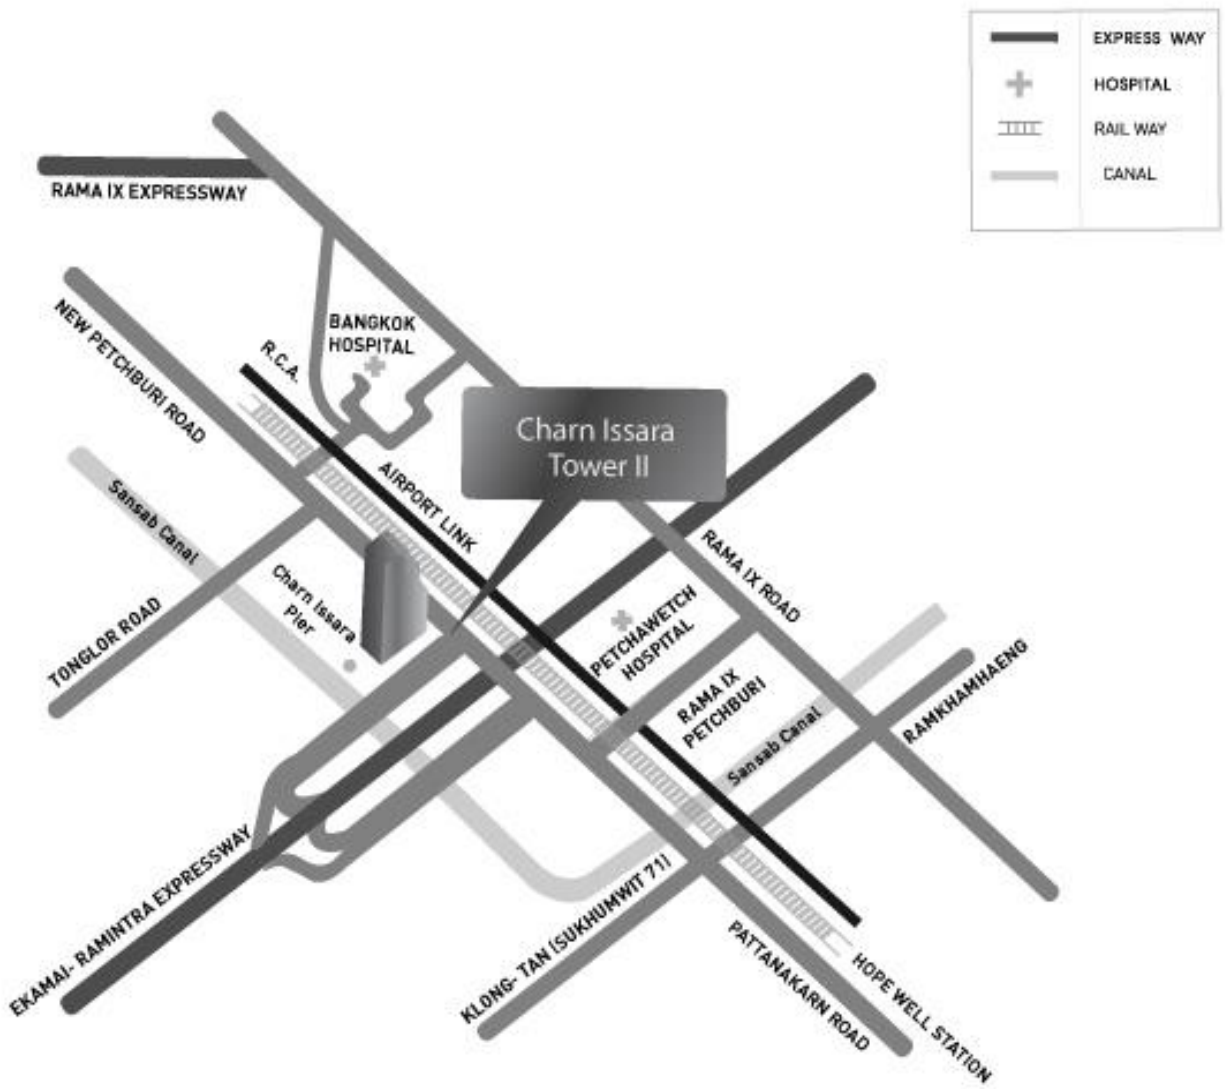 EXPRESS WAY
HOSPITAL
RAIL WAY
CANAL
RAMA IX EXPRESSWAY
NEW PETCHBURI ROAD
BANGKOK
HOSPITAL
R.C.A.
Charn Issara
Tower II
AIRPORT LINK
Sansab Canal
Charn Issara
Pier
TONGLOR ROAD
RAMA IX ROAD
PETCHAWETCH
HOSPITAL
RAMA IX
PETCHBURI
Sansab Canal
RAMKHAMHAENG
EKAMAI- RAMINTRA EXPRESSWAY
KLONG- TAN (SUKHUMWIT 71)
PATTANAKARN ROAD
HOPE WELL STATION